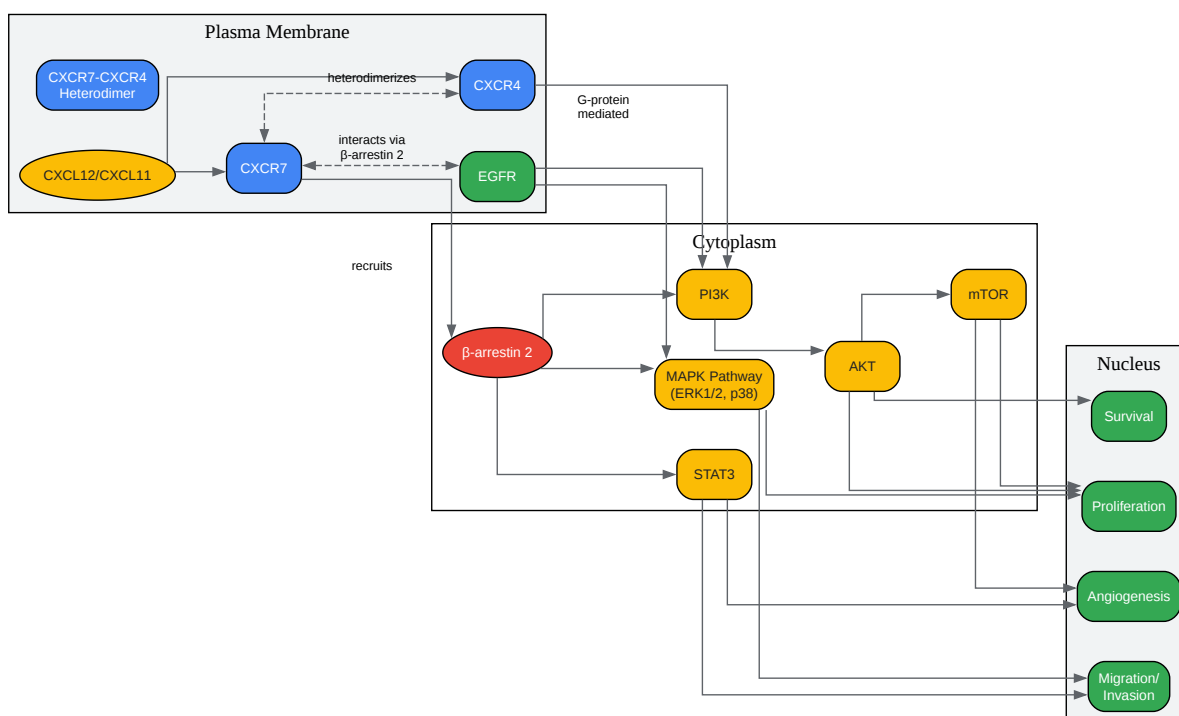 Plasma Membrane
CXCR7-CXCR4
Heterodimer
heterodimerizes
CXCR4
G-protein
mediated
interacts via
β-arrestin 2
CXCL12/CXCL11
CXCR7
EGFR
Cytoplasm
recruits
PI3K
mTOR
β-arrestin 2
MAPK Pathway
(ERK1/2, p38)
AKT
Nucleus
Survival
STAT3
Proliferation
Angiogenesis
Migration/
Invasion